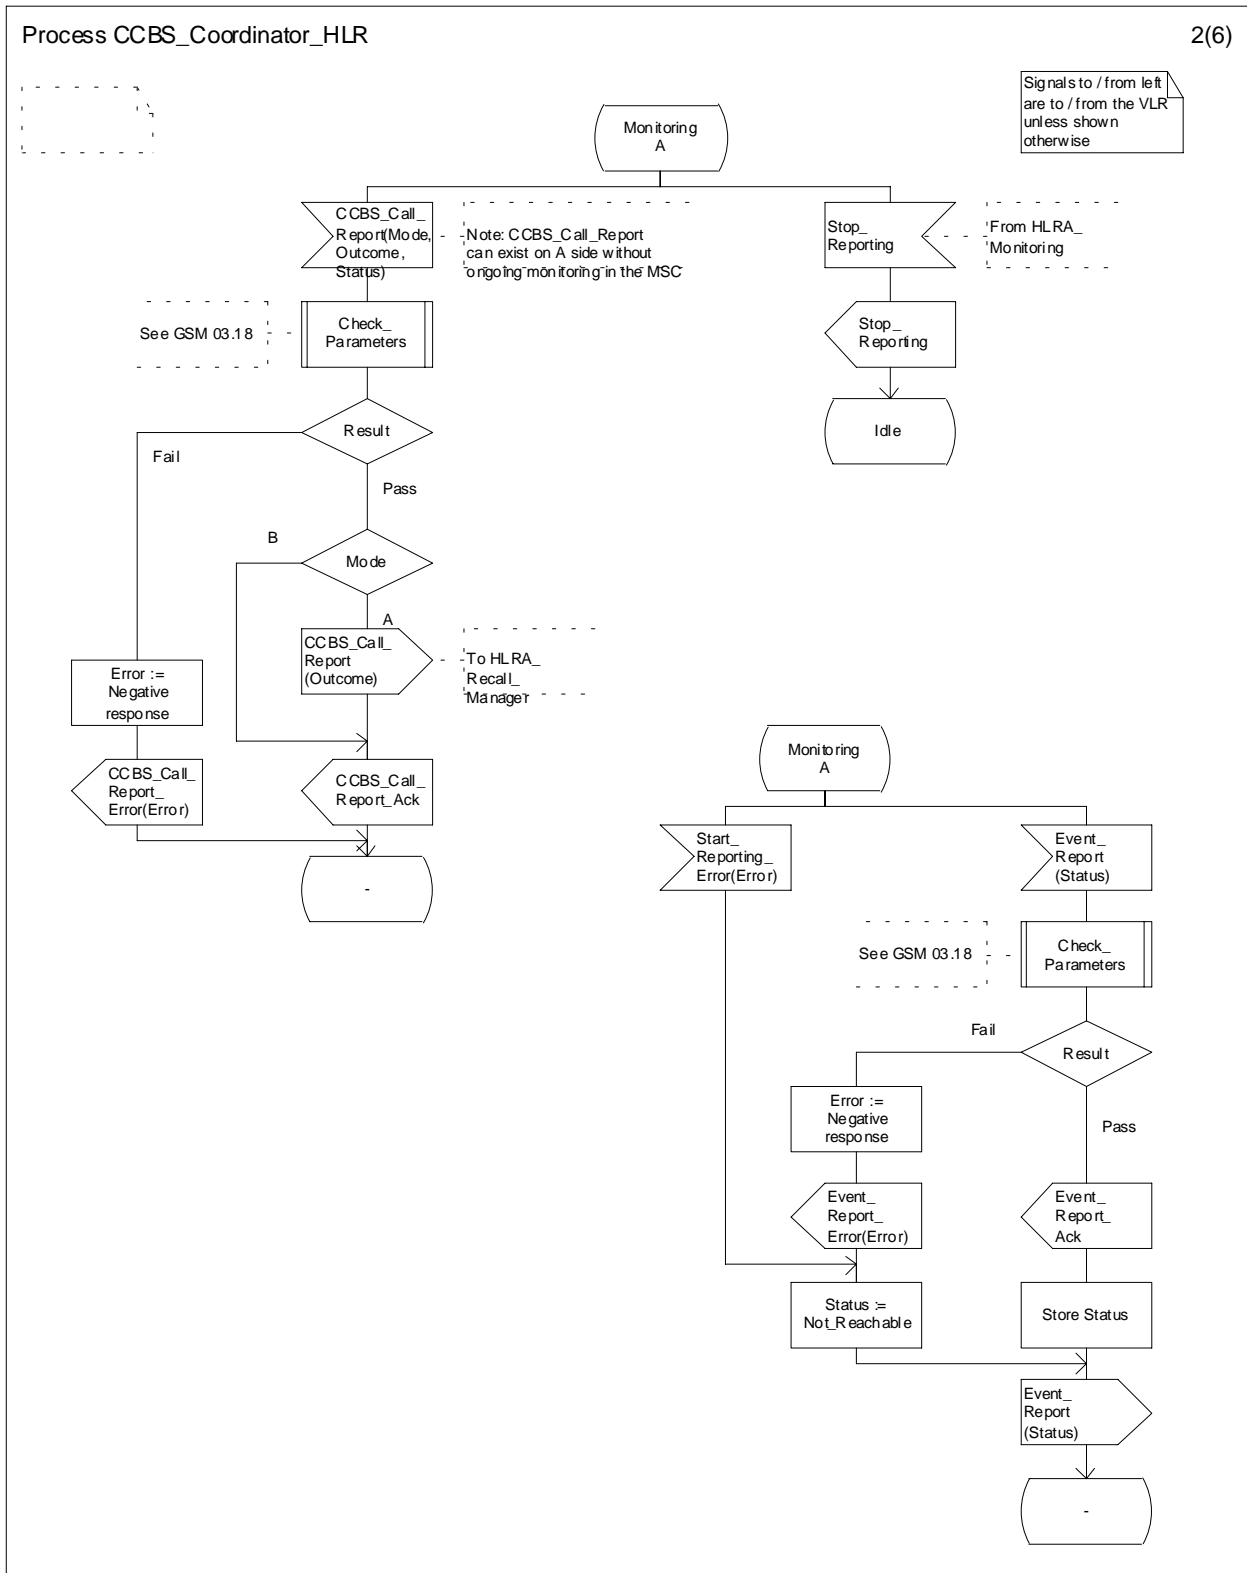 Process CCBS_Coordinator_HLR
2(6)
Signals to / from left
are to / from the VLR
unless shown
otherwise
Monitoring
A
CCBS_Call_
Report(Mode,
Outcome,
Status)
Note: CCBS_Call_Report
can exist on A side without
ongoing monitoring in the MSC
Stop_
Reporting
From HLRA_
Monitoring
See GSM 03.18
Check_
Parameters
Stop_
Reporting
Result
Idle
Fail
Pass
B
Mode
A
CCBS_Call_
Report
(Outcome)
To HLRA_
Recall_
Manager
Error :=
Negative
response
CCBS_Call_
Report_
Error(Error)
CCBS_Call_
Report_Ack
-
Monitoring
A
Start_
Reporting_
Error(Error)
Event_
Report
(Status)
See GSM 03.18
Check_
Parameters
Fail
Result
Error :=
Negative
response
Pass
Event_
Report_
Error(Error)
Event_
Report_
Ack
Status :=
Not_Reachable
Store Status
Event_
Report
(Status)
-